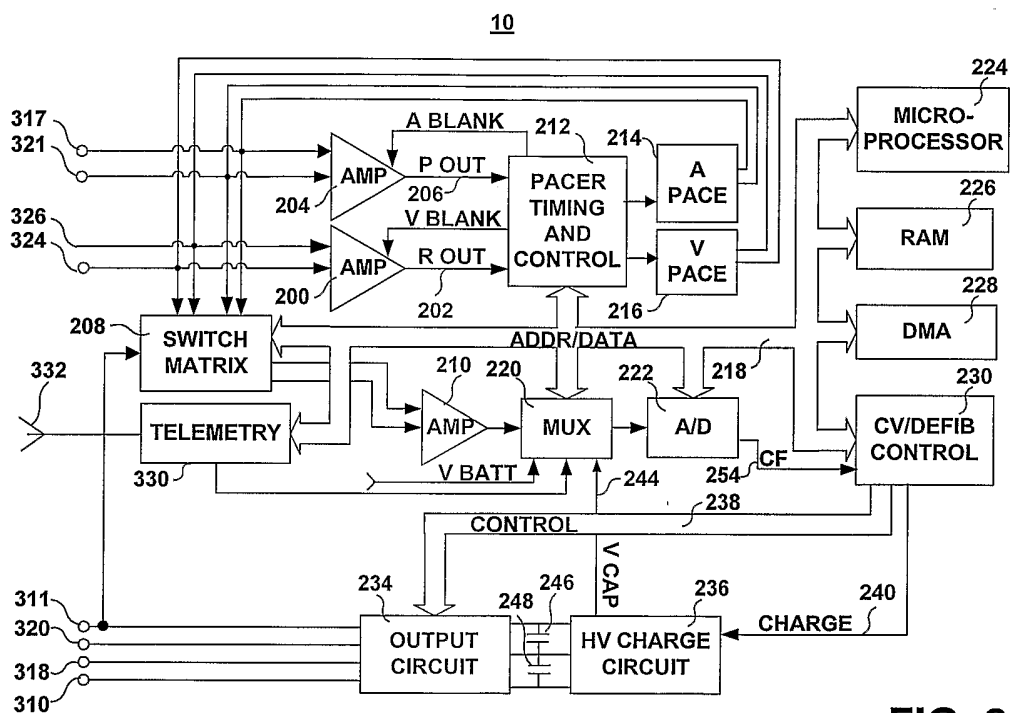 10
224
MICRO-
PROCESSOR
317
321
A BLANK
212
214
AMP
P OUT
204
206
PACER
TIMING
AND
CONTROL
A
PACE
226
RAM
326
324
V BLANK
AMP
R OUT
200
202
V
PACE
216
228
DMA
208
SWITCH
MATRIX
ADDR/DATA
218
332
210
220
222
230
TELEMETRY
AMP
MUX
A/D
CV/DEFIB
CONTROL
330
V BATT
CF
254
244
238
CONTROL
V CAP
234
246
248
236
240
311
320
318
310
OUTPUT
CIRCUIT
HV CHARGE
CIRCUIT
CHARGE